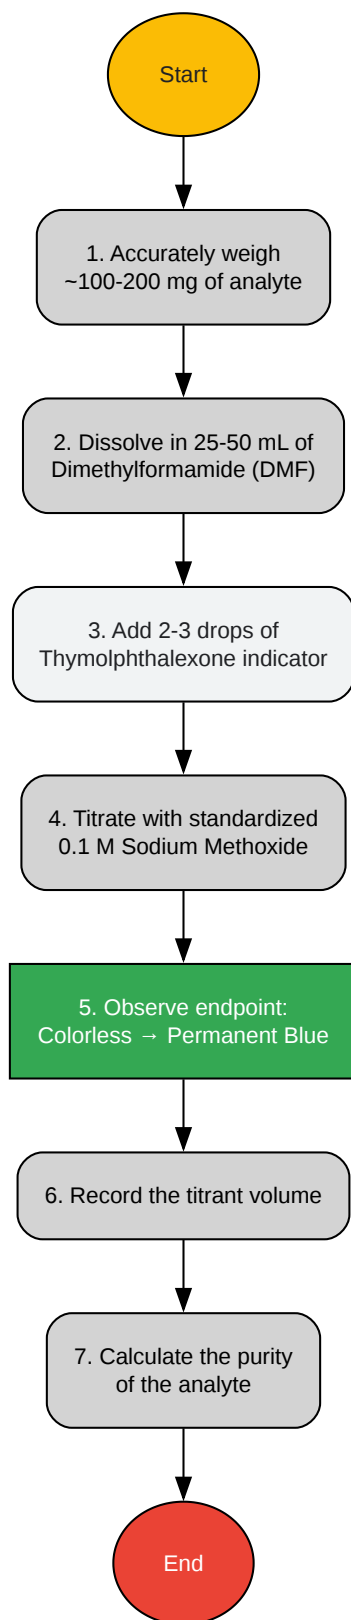 Start
1. Accurately weigh
~100-200 mg of analyte
2. Dissolve in 25-50 mL of
Dimethylformamide (DMF)
3. Add 2-3 drops of
Thymolphthalexone indicator
4. Titrate with standardized
0.1 M Sodium Methoxide
5. Observe endpoint:
Colorless → Permanent Blue
6. Record the titrant volume
7. Calculate the purity
of the analyte
End